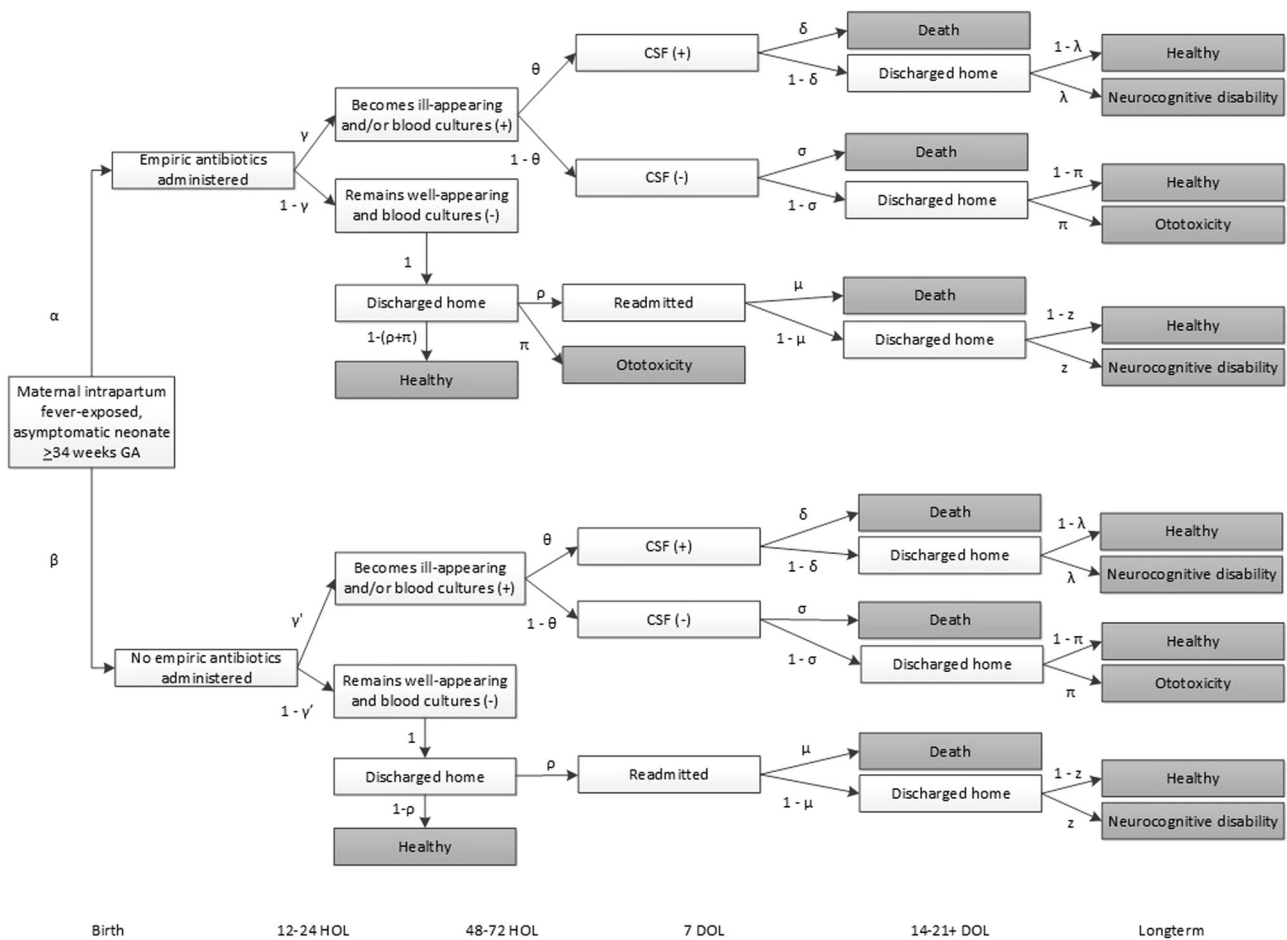 δ
Death
CSF (+)
1 - λ
Healthy
θ
1 - δ
Discharged home
λ
Neurocognitive disability
Becomes ill-appearing
and/or blood cultures (+)
γ
σ
Death
Empiric antibiotics
administered
1 - θ
CSF (-)
1 - π
Healthy
1 - γ
Remains well-appearing
and blood cultures (-)
1 - σ
Discharged home
π
Ototoxicity
1
μ
Death
α
Discharged home
ρ
Readmitted
1 - z
Healthy
1-(ρ+π)
π
1 - μ
Discharged home
z
Neurocognitive disability
Healthy
Ototoxicity
Maternal intrapartum
fever-exposed,
asymptomatic neonate
≥34 weeks GA
δ
Death
1 - λ
Healthy
β
θ
CSF (+)
1 - δ
Discharged home
λ
Neurocognitive disability
Becomes ill-appearing
and/or blood cultures (+)
γ'
1 - θ
CSF (-)
σ
Death
1 - π
Healthy
No empiric antibiotics
administered
1 - σ
Discharged home
π
Ototoxicity
1 - γ'
Remains well-appearing
and blood cultures (-)
1
μ
Death
Discharged home
ρ
Readmitted
1 - z
Healthy
1-ρ
1 - μ
Discharged home
z
Neurocognitive disability
Healthy
Birth
12-24 HOL
48-72 HOL
7 DOL
14-21+ DOL
Longterm